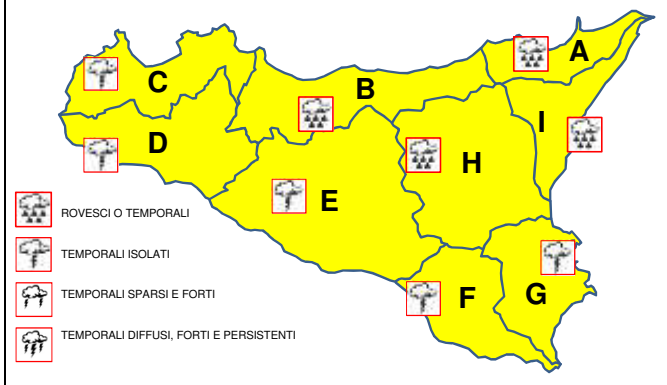 A
B
C
I
D
H
E
F
G
ROVESCI O TEMPORALI
TEMPORALI ISOLATI
TEMPORALI SPARSI E FORTI
TEMPORALI DIFFUSI, FORTI E PERSISTENTI